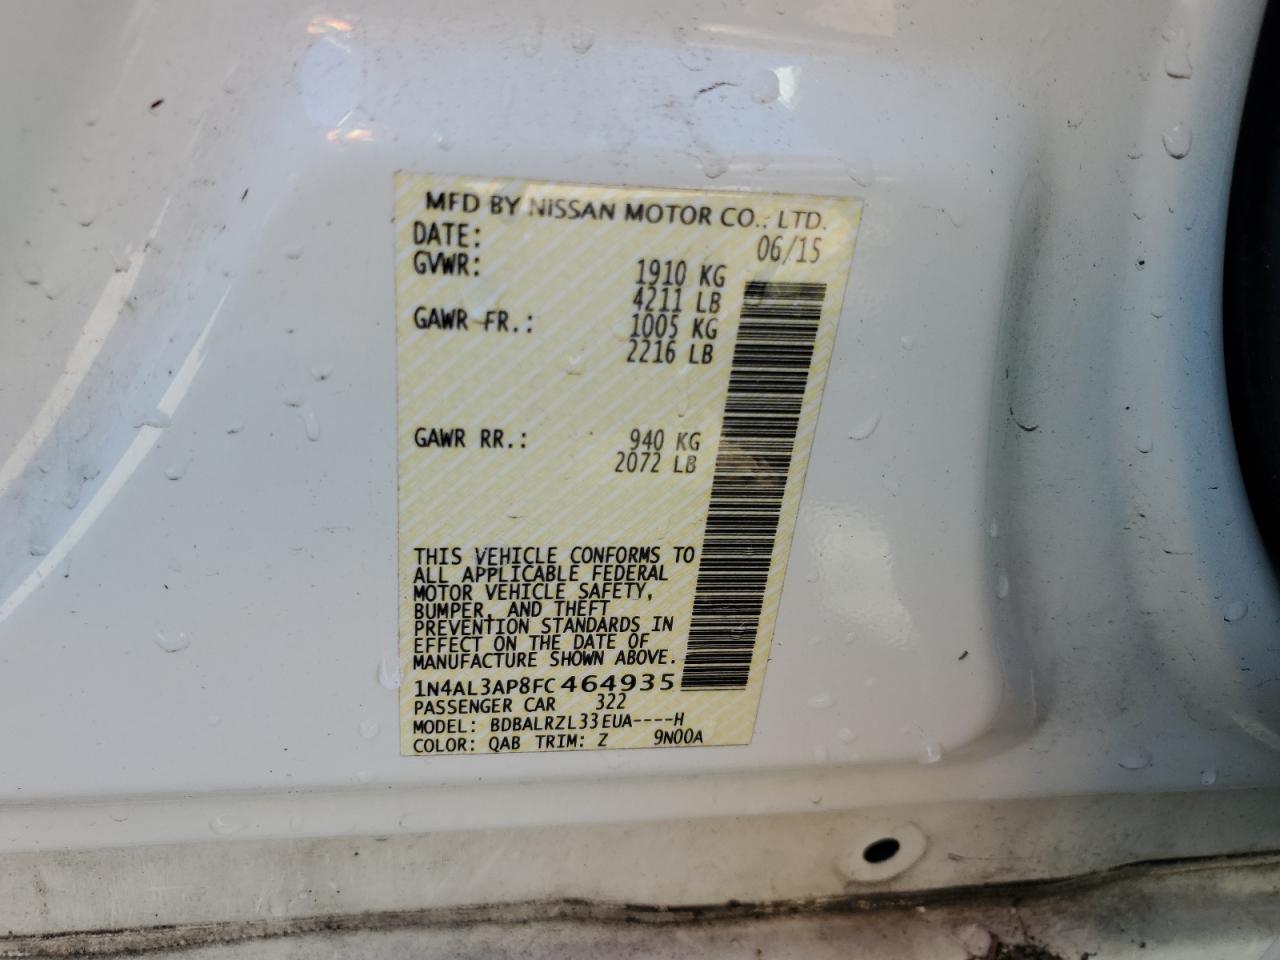 MFD BY NISSAN MOTOR CO., LTD.
DATE: 06/15
GVWR: 1910 KG
4211 LB
GAWR FR.: 1005 KG
2216 LB
GAWR RR.: 940 KG
2072 LB
THIS VEHICLE CONFORMS TO
ALL APPLICABLE FEDERAL
MOTOR VEHICLE SAFETY,
BUMPER, AND THEFT
PREVENTION STANDARDS IN
EFFECT ON THE DATE OF
MANUFACTURE SHOWN ABOVE.
1N4AL3AP8FC464935
PASSENGER CAR 322
MODEL: BDBALRZL33EUA----H
COLOR: QAB TRIM: Z 9N00A